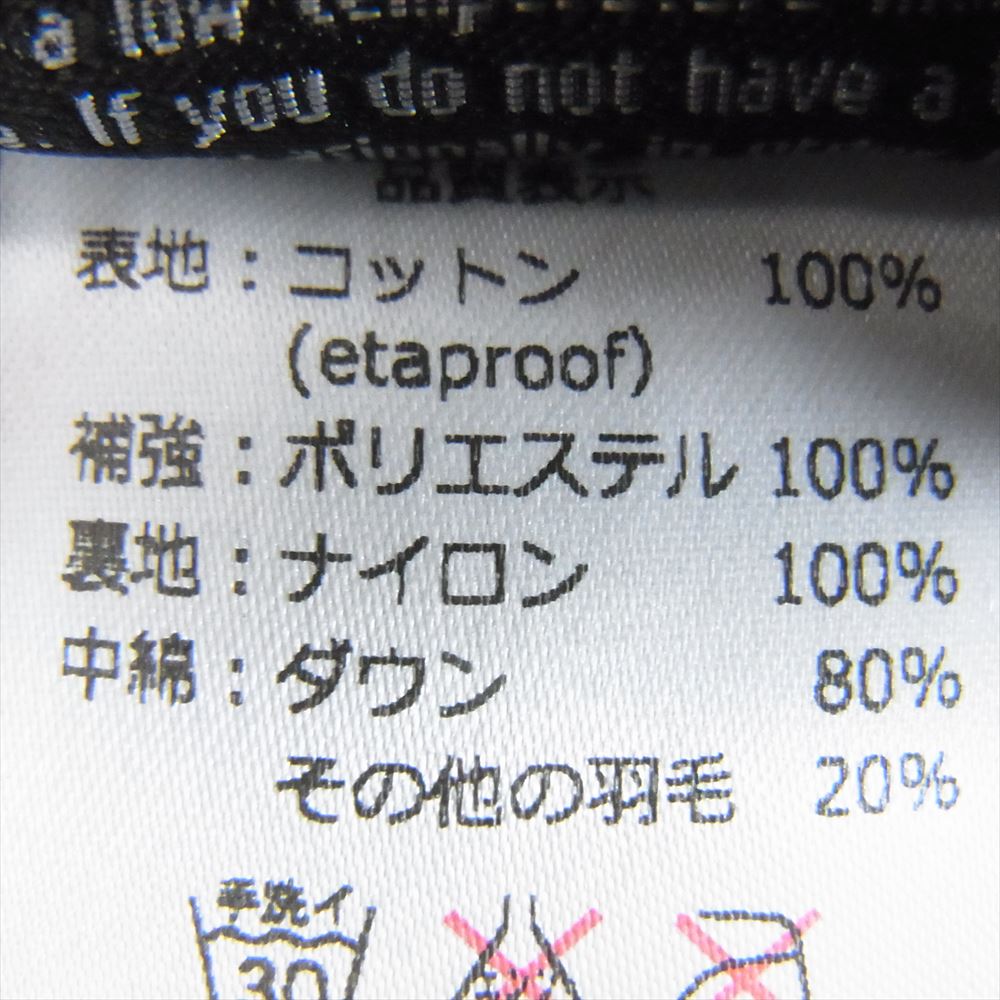 a low
. If you do not have a
品質表示
表地：コットン 100%
(etaproof)
補強：ポリエステル 100%
裏地：ナイロン 100%
中綿：ダウン 80%
その他の羽毛 20%
手洗イ
30